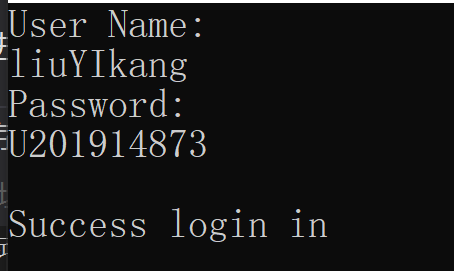 User Name:
liuYIkang
Password:
U201914873
Success login in